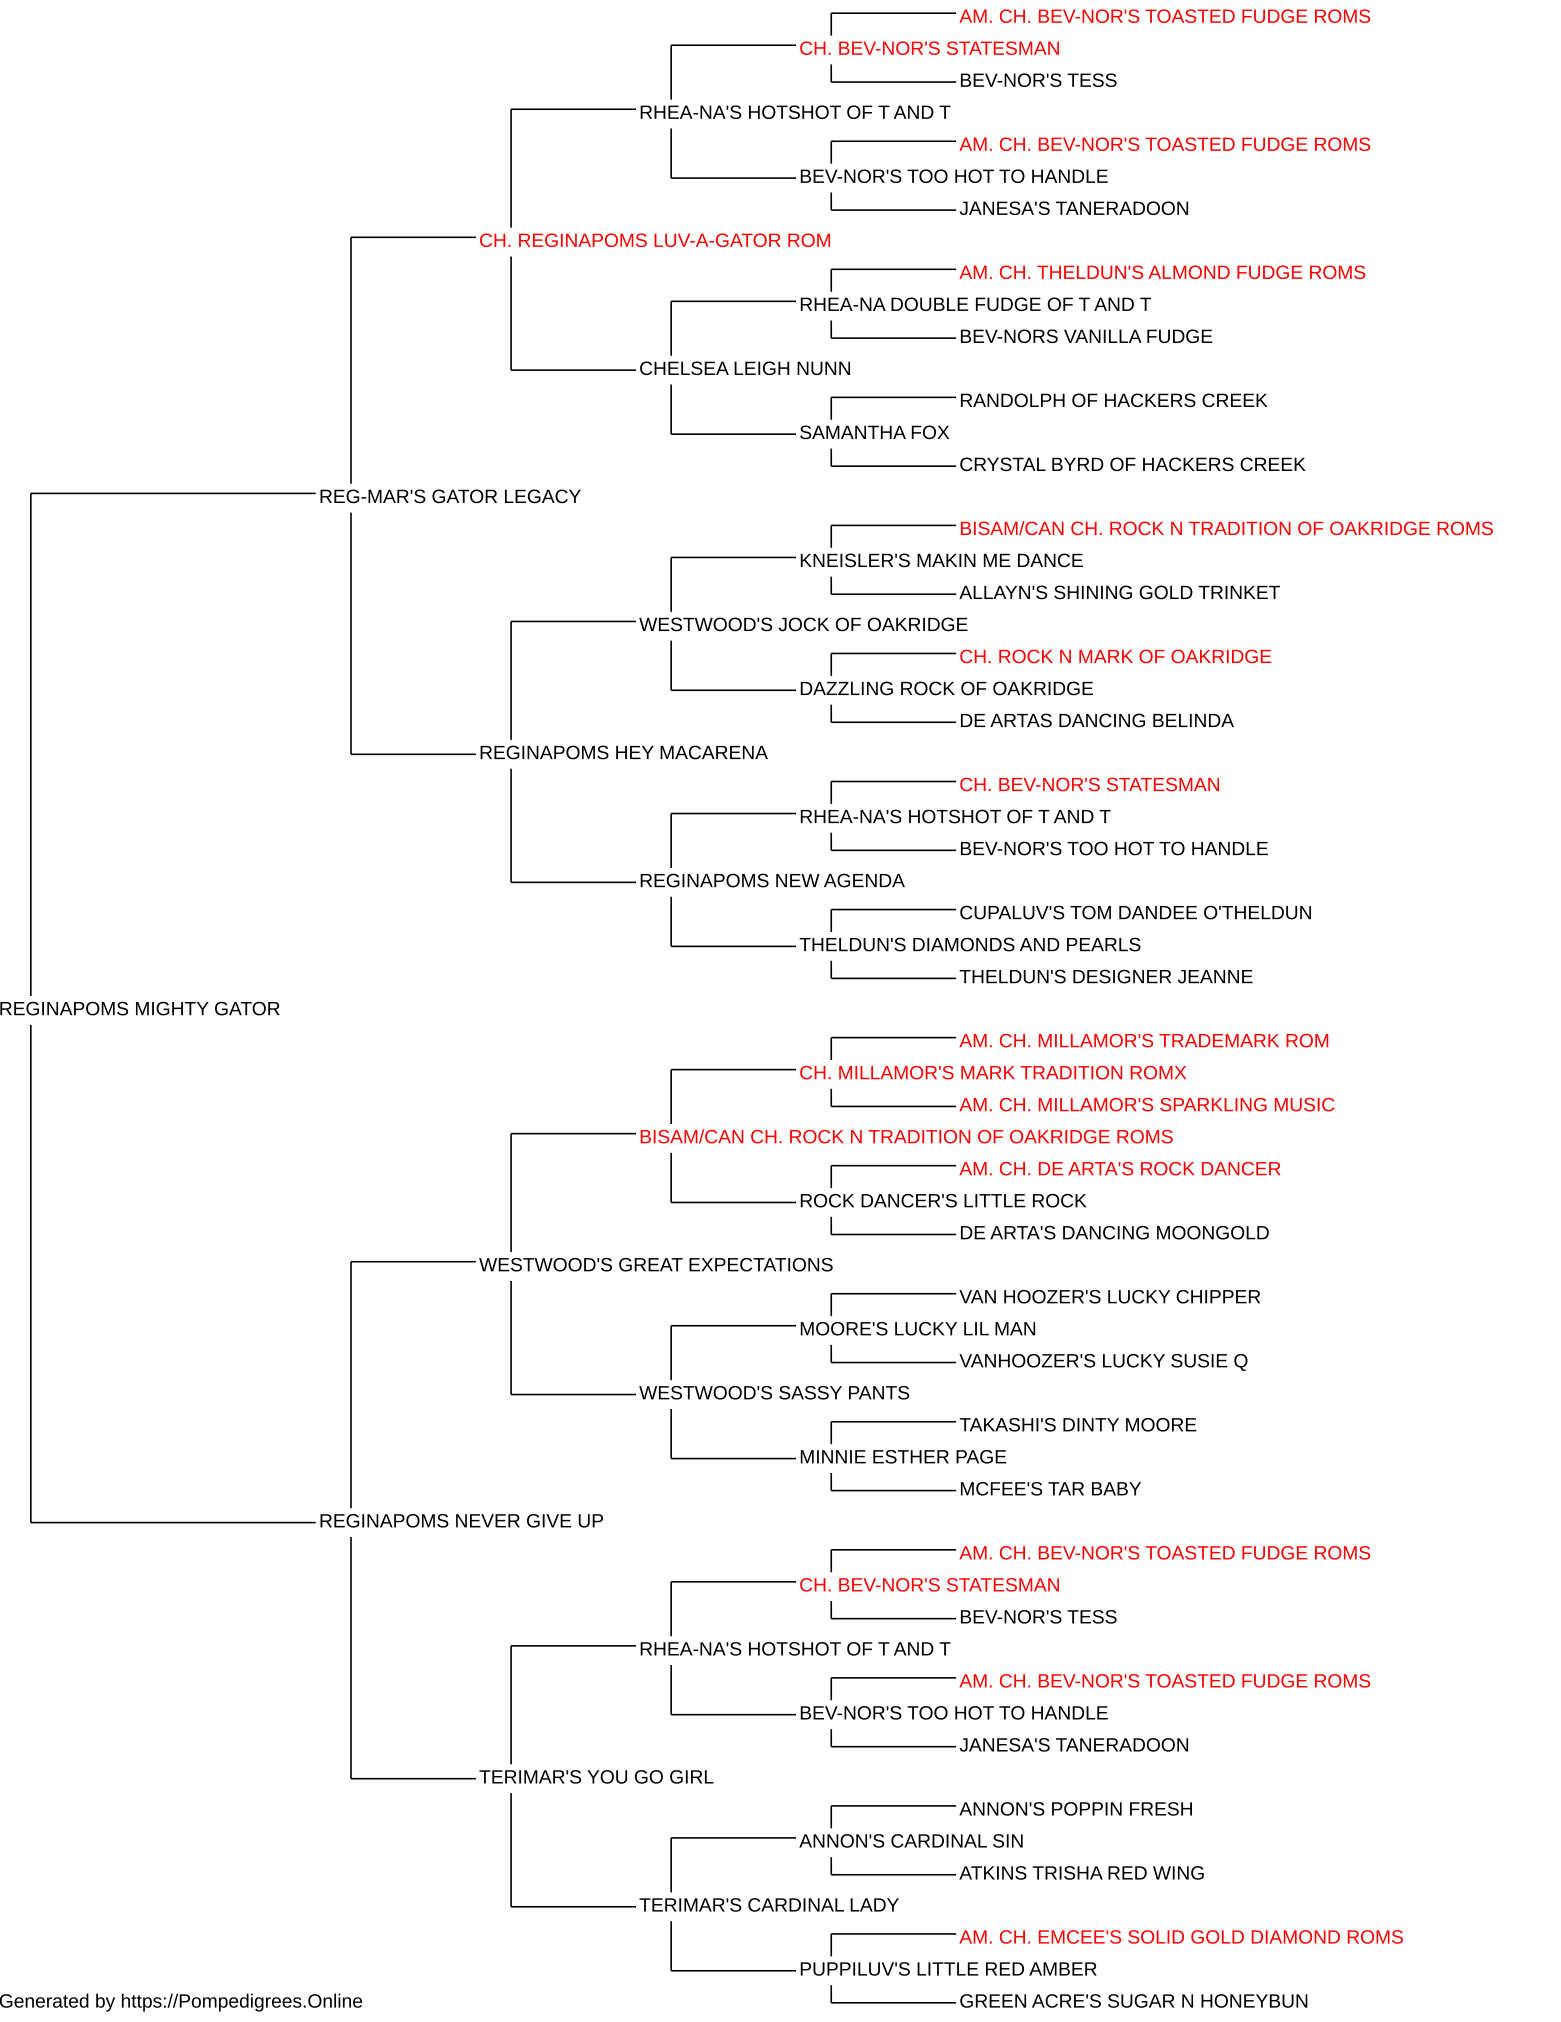 AM. CH. BEV-NOR'S TOASTED FUDGE ROMS
CH. BEV-NOR'S STATESMAN
BEV-NOR'S TESS
RHEA-NA'S HOTSHOT OF T AND T
AM. CH. BEV-NOR'S TOASTED FUDGE ROMS
BEV-NOR'S TOO HOT TO HANDLE
JANESA'S TANERADOON
CH. REGINAPOMS LUV-A-GATOR ROM
AM. CH. THELDUN'S ALMOND FUDGE ROMS
RHEA-NA DOUBLE FUDGE OF T AND T
BEV-NORS VANILLA FUDGE
CHELSEA LEIGH NUNN
RANDOLPH OF HACKERS CREEK
SAMANTHA FOX
CRYSTAL BYRD OF HACKERS CREEK
REG-MAR'S GATOR LEGACY
BISAM/CAN CH. ROCK N TRADITION OF OAKRIDGE ROMS
KNEISLER'S MAKIN ME DANCE
ALLAYN'S SHINING GOLD TRINKET
WESTWOOD'S JOCK OF OAKRIDGE
CH. ROCK N MARK OF OAKRIDGE
DAZZLING ROCK OF OAKRIDGE
DE ARTAS DANCING BELINDA
REGINAPOMS HEY MACARENA
CH. BEV-NOR'S STATESMAN
RHEA-NA'S HOTSHOT OF T AND T
BEV-NOR'S TOO HOT TO HANDLE
REGINAPOMS NEW AGENDA
CUPALUV'S TOM DANDEE O'THELDUN
THELDUN'S DIAMONDS AND PEARLS
THELDUN'S DESIGNER JEANNE
REGINAPOMS MIGHTY GATOR
AM. CH. MILLAMOR'S TRADEMARK ROM
CH. MILLAMOR'S MARK TRADITION ROMX
AM. CH. MILLAMOR'S SPARKLING MUSIC
BISAM/CAN CH. ROCK N TRADITION OF OAKRIDGE ROMS
AM. CH. DE ARTA'S ROCK DANCER
ROCK DANCER'S LITTLE ROCK
DE ARTA'S DANCING MOONGOLD
WESTWOOD'S GREAT EXPECTATIONS
VAN HOOZER'S LUCKY CHIPPER
MOORE'S LUCKY LIL MAN
VANHOOZER'S LUCKY SUSIE Q
WESTWOOD'S SASSY PANTS
TAKASHI'S DINTY MOORE
MINNIE ESTHER PAGE
MCFEE'S TAR BABY
REGINAPOMS NEVER GIVE UP
AM. CH. BEV-NOR'S TOASTED FUDGE ROMS
CH. BEV-NOR'S STATESMAN
BEV-NOR'S TESS
RHEA-NA'S HOTSHOT OF T AND T
AM. CH. BEV-NOR'S TOASTED FUDGE ROMS
BEV-NOR'S TOO HOT TO HANDLE
JANESA'S TANERADOON
TERIMAR'S YOU GO GIRL
ANNON'S POPPIN FRESH
ANNON'S CARDINAL SIN
ATKINS TRISHA RED WING
TERIMAR'S CARDINAL LADY
AM. CH. EMCEE'S SOLID GOLD DIAMOND ROMS
PUPPILUV'S LITTLE RED AMBER
GREEN ACRE'S SUGAR N HONEYBUN
Generated by https://Pompedigrees.Online